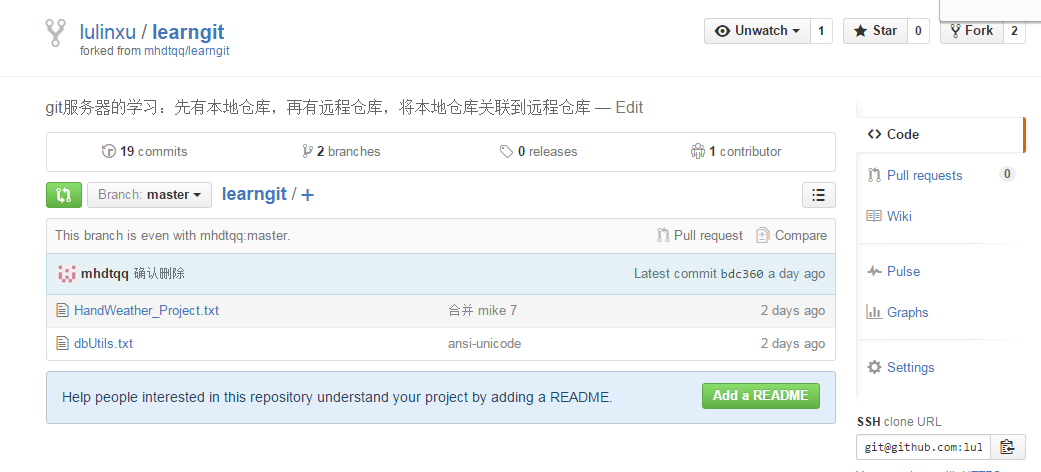 lulinxu / learngit
forked from mhdtqq/learngit
Unwatch 1 Star 0 Fork 2
git服务器的学习：先有本地仓库，再有远程仓库，将本地仓库关联到远程仓库 — Edit
19 commits 2 branches 0 releases 1 contributor
Branch: master learngit / +
This branch is even with mhdtqq:master. Pull request Compare
mhdtqq 确认删除 Latest commit bdc360 a day ago
HandWeather_Project.txt 合并 mike 7 2 days ago
dbUtils.txt ansi-unicode 2 days ago
Help people interested in this repository understand your project by adding a README. Add a README
Code
Pull requests 0
Wiki
Pulse
Graphs
Settings
SSH clone URL
git@github.com:lul